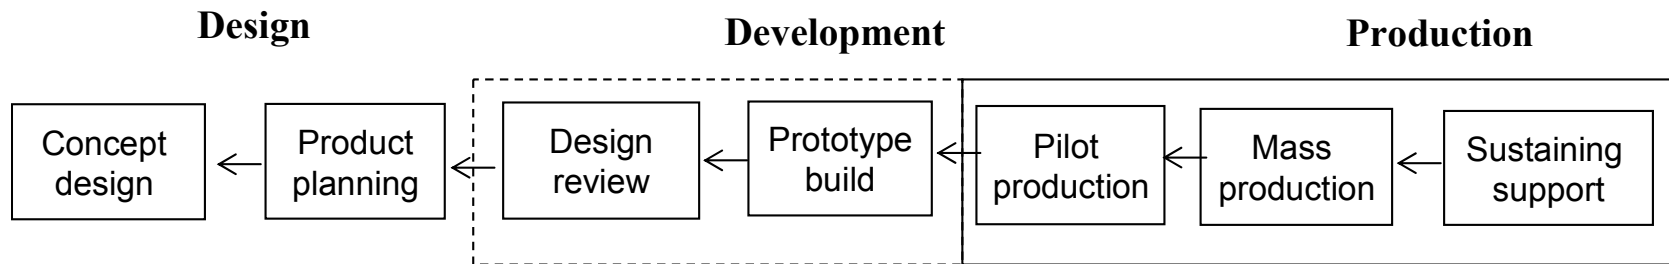 Design
Development
Production
Concept
design
Product
planning
Design
review
Prototype
build
Pilot
production
Mass
production
Sustaining
support